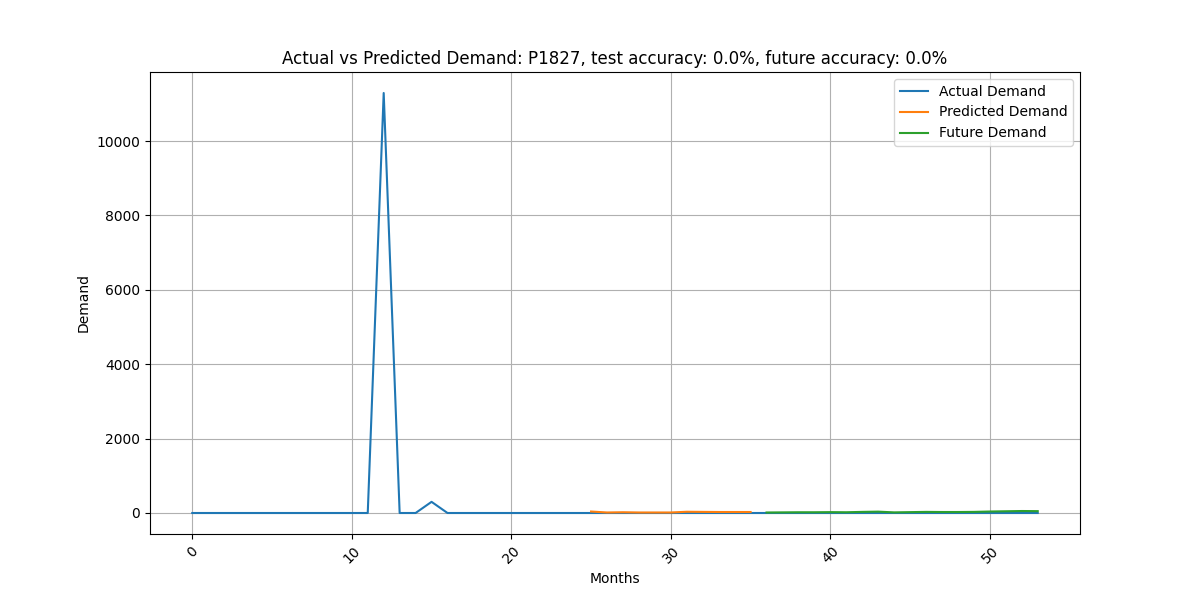 Actual vs Predicted Demand: P1827, test accuracy: 0.0%, future accuracy: 0.0%
Actual Demand
Predicted Demand
Future Demand
10000
8000
6000
4000
2000
0
Demand
0
10
20
30
40
50
Months